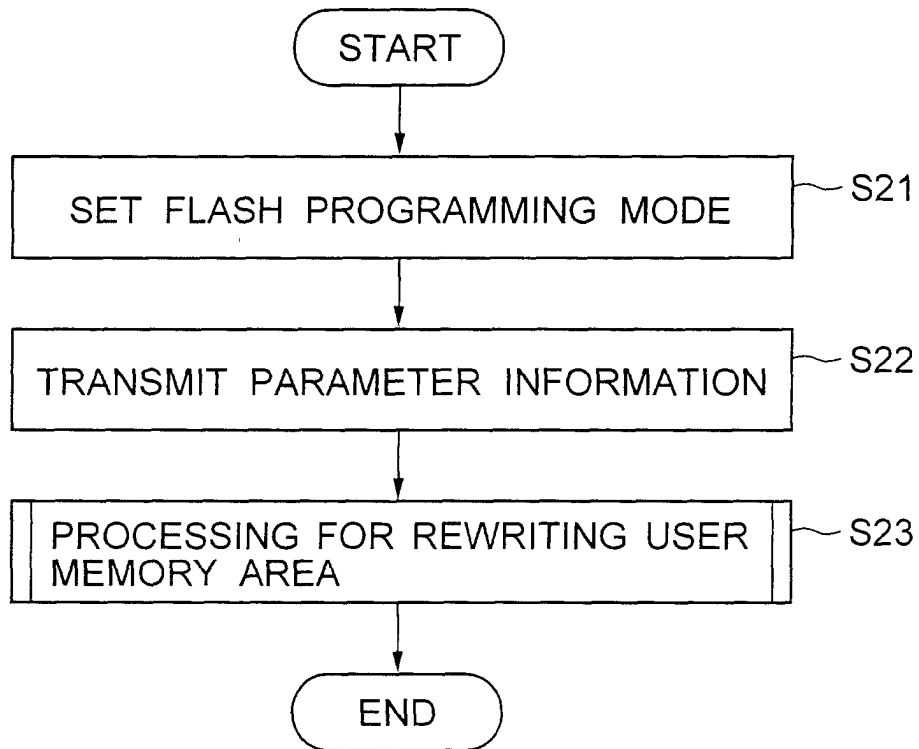 START
SET FLASH PROGRAMMING MODE
S21
TRANSMIT PARAMETER INFORMATION
S22
PROCESSING FOR REWRITING USER
MEMORY AREA
S23
END